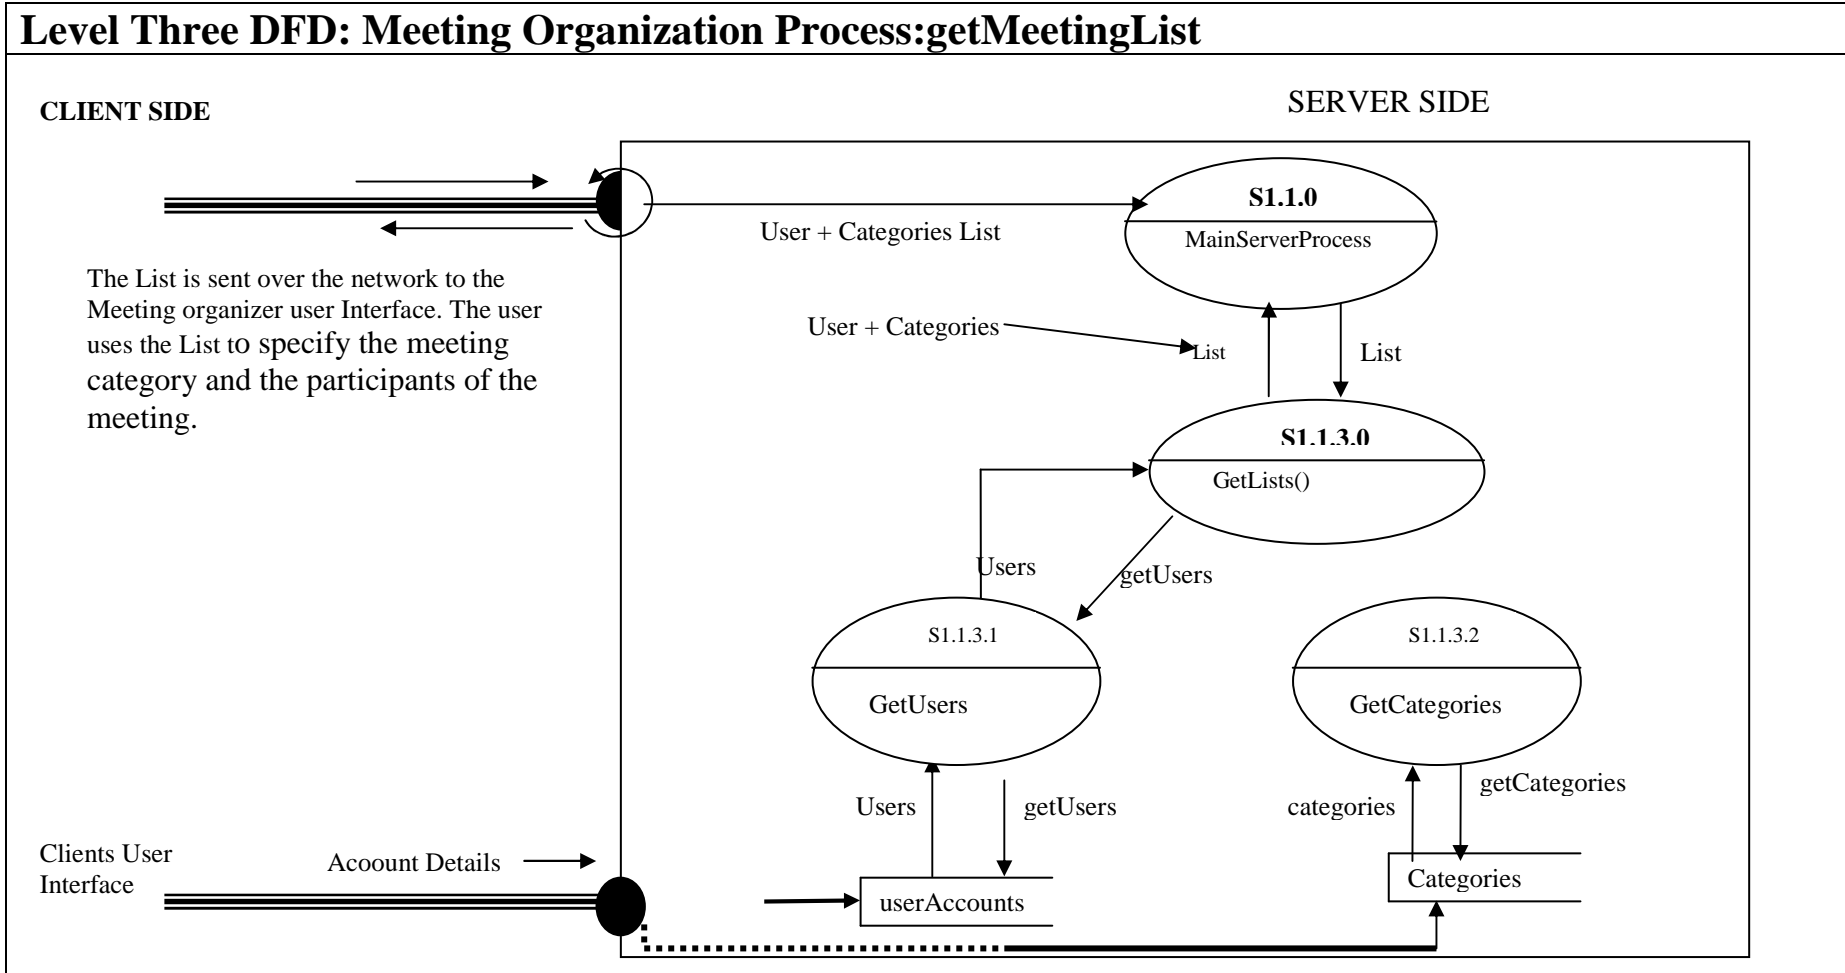 Level Three DFD: Meeting Organization Process:getMeetingList
CLIENT SIDE
SERVER SIDE
S1.1.0
MainServerProcess
User + Categories List
The List is sent over the network to the
Meeting organizer user Interface. The user
uses the List to specify the meeting
category and the participants of the
meeting.
User + Categories
List
List
S1.1.3.0
GetLists()
Users
getUsers
S1.1.3.1
GetUsers
S1.1.3.2
GetCategories
Users
getUsers
categories
getCategories
Clients User
Interface
Acoount Details
userAccounts
Categories